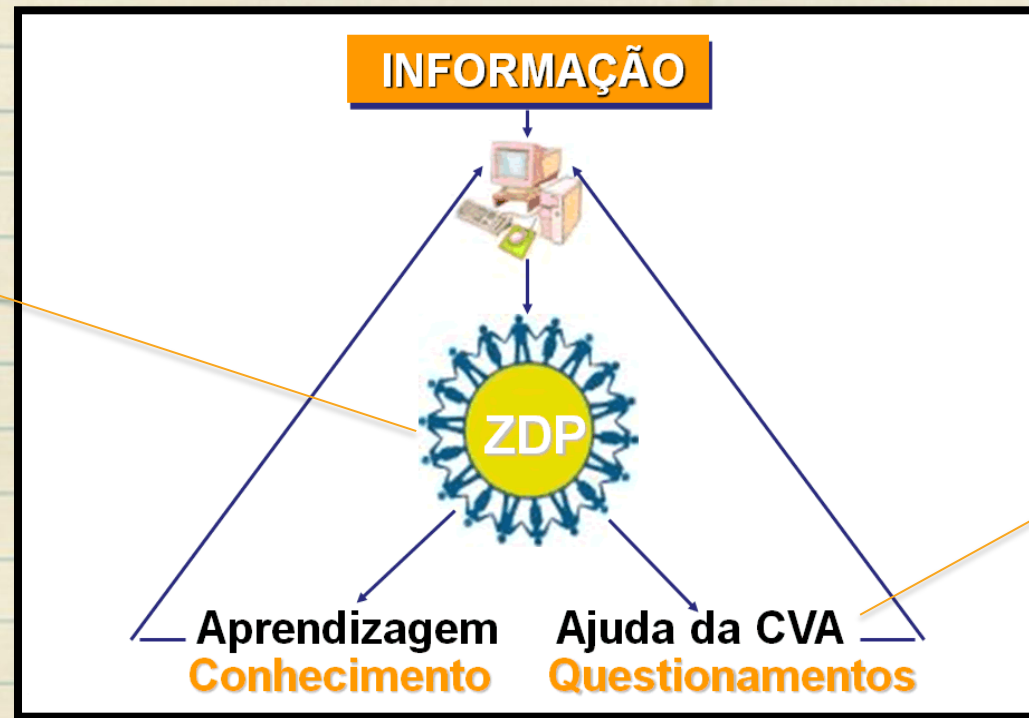 INFORMAÇÃO
ZDP
Aprendizagem Ajuda da CVA
Conhecimento Questionamentos